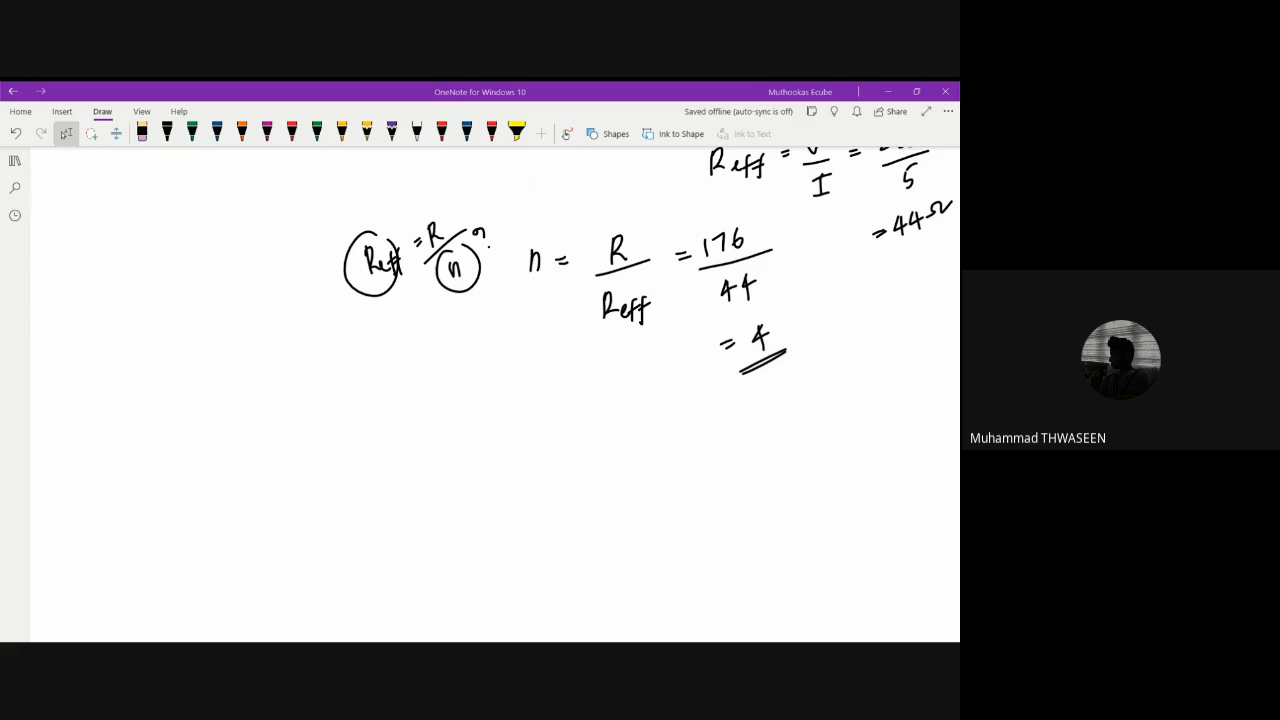 OneNote for Windows 10
Muthookas Ecube
Home Insert Draw View Help
Saved offline (auto-sync is off)
Share
Shapes
Ink to Shape
Ink to Text
Reff = V/I = /5
= 44Ω
Reff = R/n
n = R/Reff = 176/44
= 4
Muhammad THWASEEN